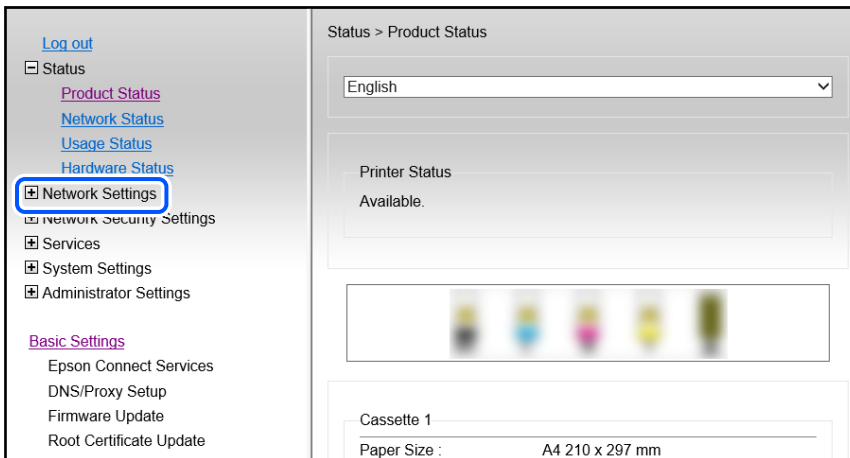 Log out
Status
Product Status
Network Status
Usage Status
Hardware Status
Network Settings
Network Security Settings
Services
System Settings
Administrator Settings
Basic Settings
Epson Connect Services
DNS/Proxy Setup
Firmware Update
Root Certificate Update
Status > Product Status
English
Printer Status
Available.
Cassette 1
Paper Size : A4 210 x 297 mm